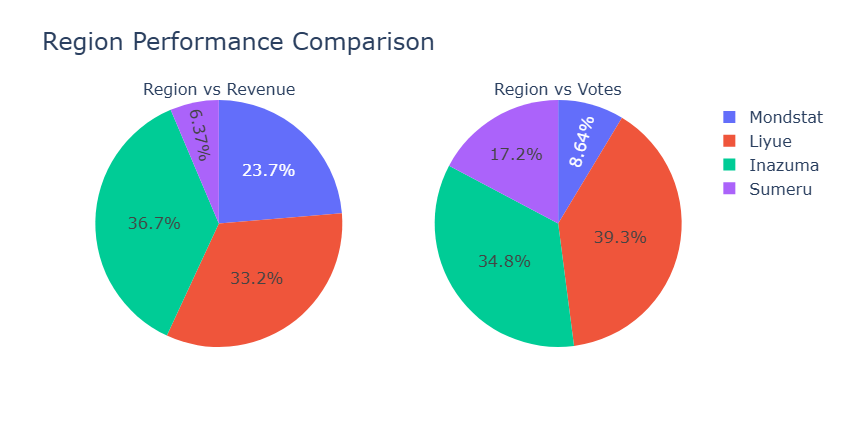 Region Performance Comparison
Region vs Revenue
Region vs Votes
6.37%
23.7%
36.7%
33.2%
8.64%
17.2%
39.3%
34.8%
Mondstat
Liyue
Inazuma
Sumeru